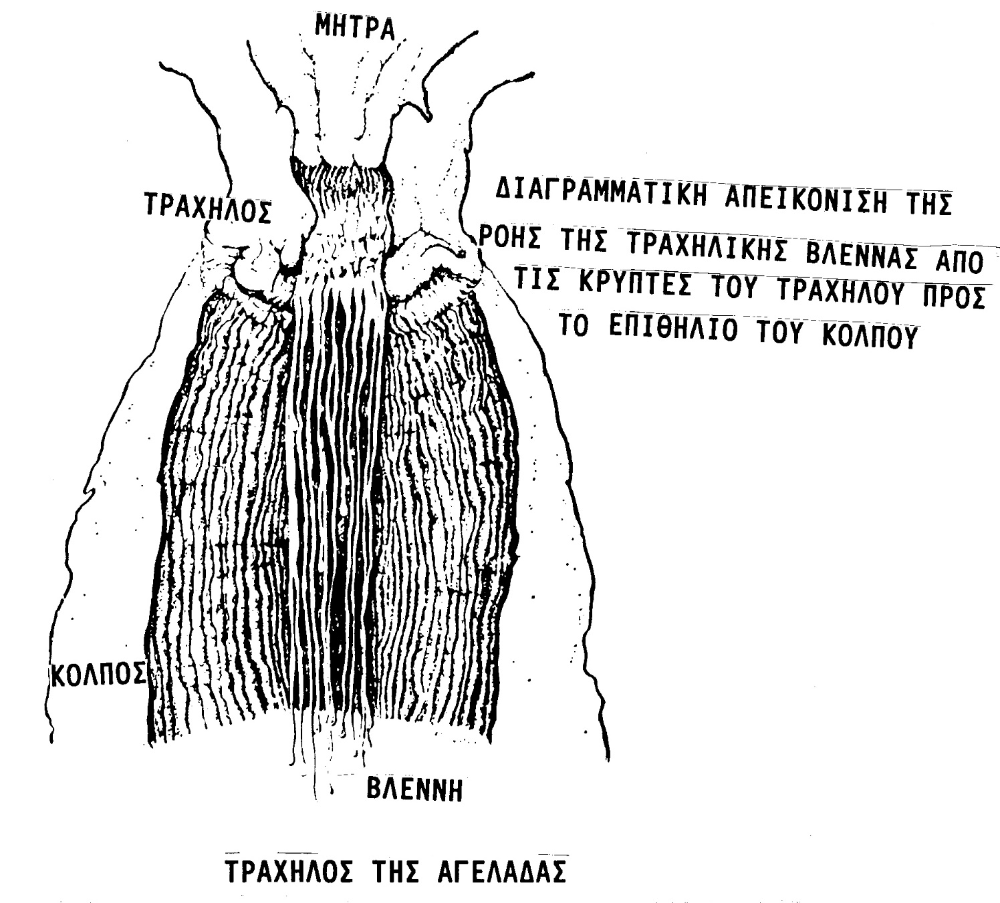 ΜΗΤΡΑ
ΤΡΑΧΗΛΟΣ
ΔΙΑΓΡΑΜΜΑΤΙΚΗ ΑΠΕΙΚΟΝΙΣΗ ΤΗΣ
ΡΟΗΣ ΤΗΣ ΤΡΑΧΗΛΙΚΗΣ ΒΛΕΝΝΑΣ ΑΠΟ
ΤΙΣ ΚΡΥΠΤΕΣ ΤΟΥ ΤΡΑΧΗΛΟΥ ΠΡΟΣ
ΤΟ ΕΠΙΘΗΛΙΟ ΤΟΥ ΚΟΛΠΟΥ
ΚΟΛΠΟΣ
ΒΛΕΝΝΗ
ΤΡΑΧΗΛΟΣ ΤΗΣ ΑΓΕΛΑΔΑΣ